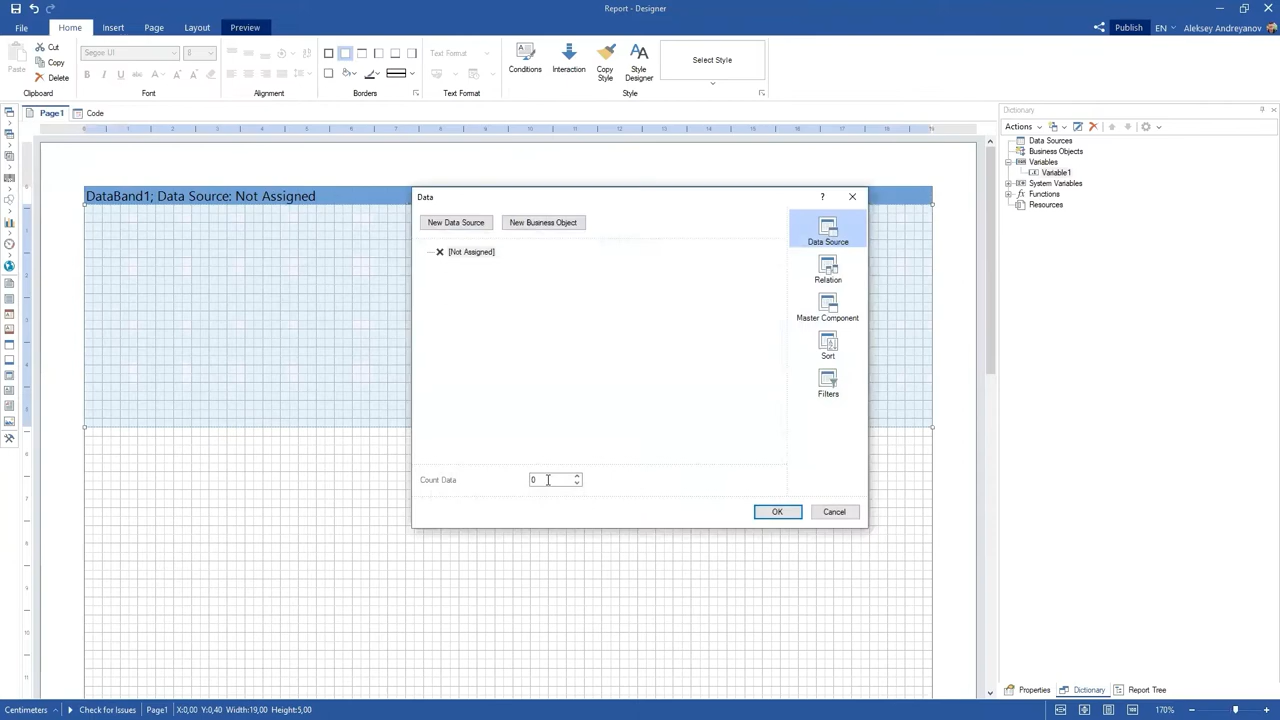 Report - Designer
File
Home
Insert
Page
Layout
Preview
Publish
EN
Aleksey Andreyanov
Paste
Cut
Copy
Delete
Segoe UI
8
B I U
Text Format
Conditions
Interaction
Copy Style
Style Designer
Select Style
Clipboard
Font
Alignment
Borders
Text Format
Style
Page1
Code
DataBand1; Data Source: Not Assigned
Data
?
New Data Source
New Business Object
[Not Assigned]
Data Source
Relation
Master Component
Sort
Filters
Count Data
0
OK
Cancel
Dictionary
Actions
Data Sources
Business Objects
Variables
Variable1
System Variables
Functions
Resources
Properties
Dictionary
Report Tree
Centimeters
Check for Issues
Page1
X:0,00 Y:0,40 Width:19,00 Height:5,00
170%